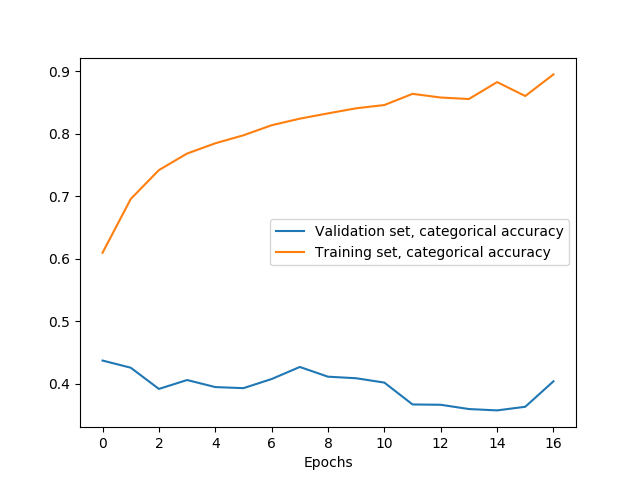 0.9
0.8
0.7
0.6
0.5
0.4
Validation set, categorical accuracy
Training set, categorical accuracy
0 2 4 6 8 10 12 14 16
Epochs